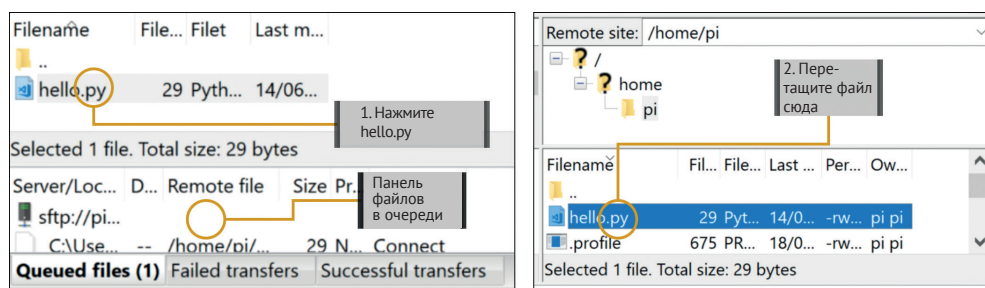 Filename File... Filet Last m...
..
hello.py 29 Pyth... 14/06...
1. Нажмите
hello.py
Selected 1 file. Total size: 29 bytes
Server/Loc... D... Remote file Size Pr...
Панель
файлов
в очереди
sftp://pi...
C:\Use... -- /home/pi/... 29 N... Connect
Queued files (1) Failed transfers Successful transfers
Remote site: /home/pi
/
home
pi
2. Пере-
тащите файл
сюда
Filename Fil... File... Last ... Per... Ow...
..
hello.py 29 Pyt... 14/0... -rw... pi pi
.profile 675 PR... 18/0... -rw... pi pi
Selected 1 file. Total size: 29 bytes